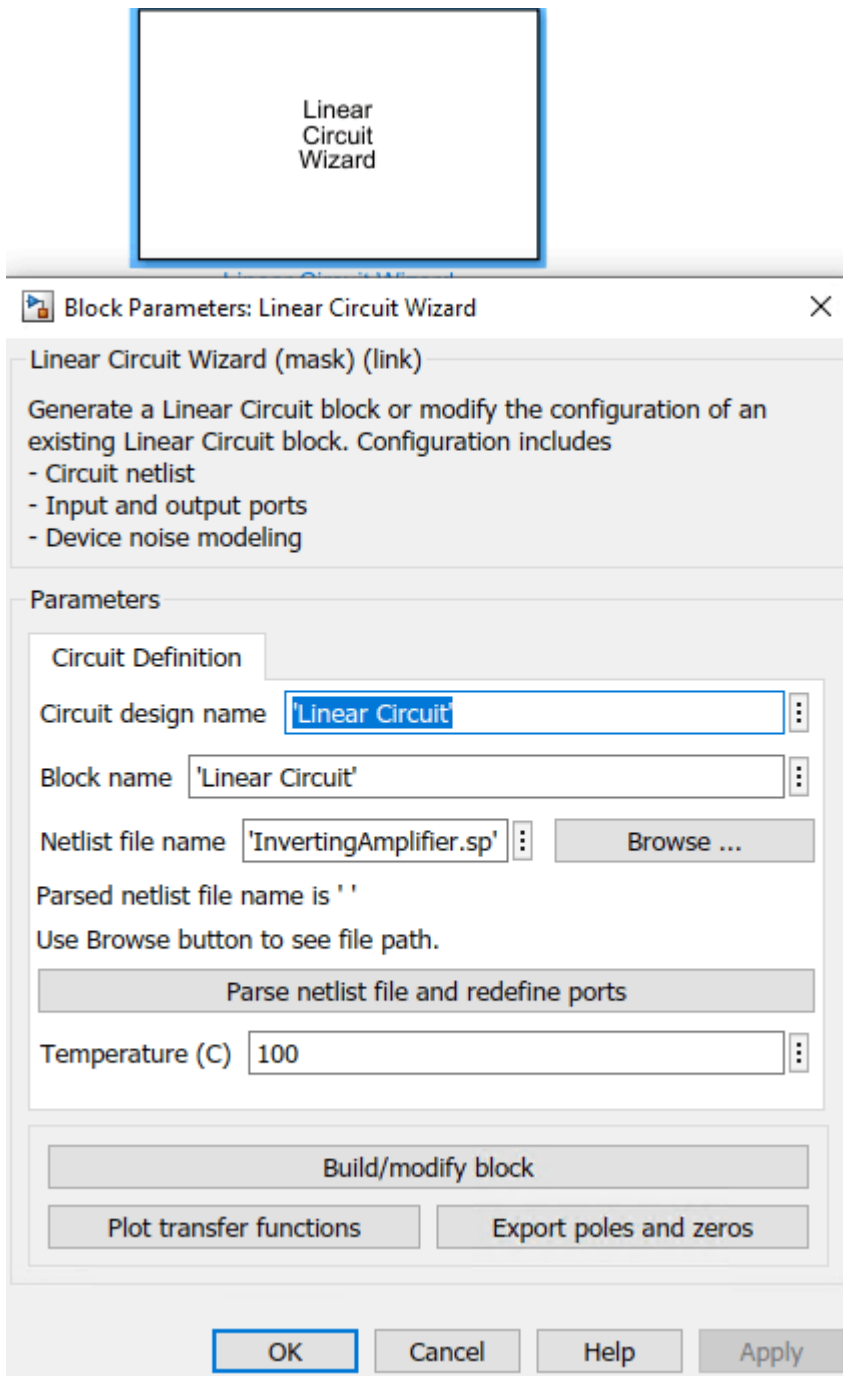 Linear
Circuit
Wizard
Block Parameters: Linear Circuit Wizard
Linear Circuit Wizard (mask) (link)
Generate a Linear Circuit block or modify the configuration of an
existing Linear Circuit block. Configuration includes
- Circuit netlist
- Input and output ports
- Device noise modeling
Parameters
Circuit Definition
Circuit design name 'Linear Circuit'
Block name 'Linear Circuit'
Netlist file name 'InvertingAmplifier.sp' Browse ...
Parsed netlist file name is ' '
Use Browse button to see file path.
Parse netlist file and redefine ports
Temperature (C) 100
Build/modify block
Plot transfer functions Export poles and zeros
OK Cancel Help Apply